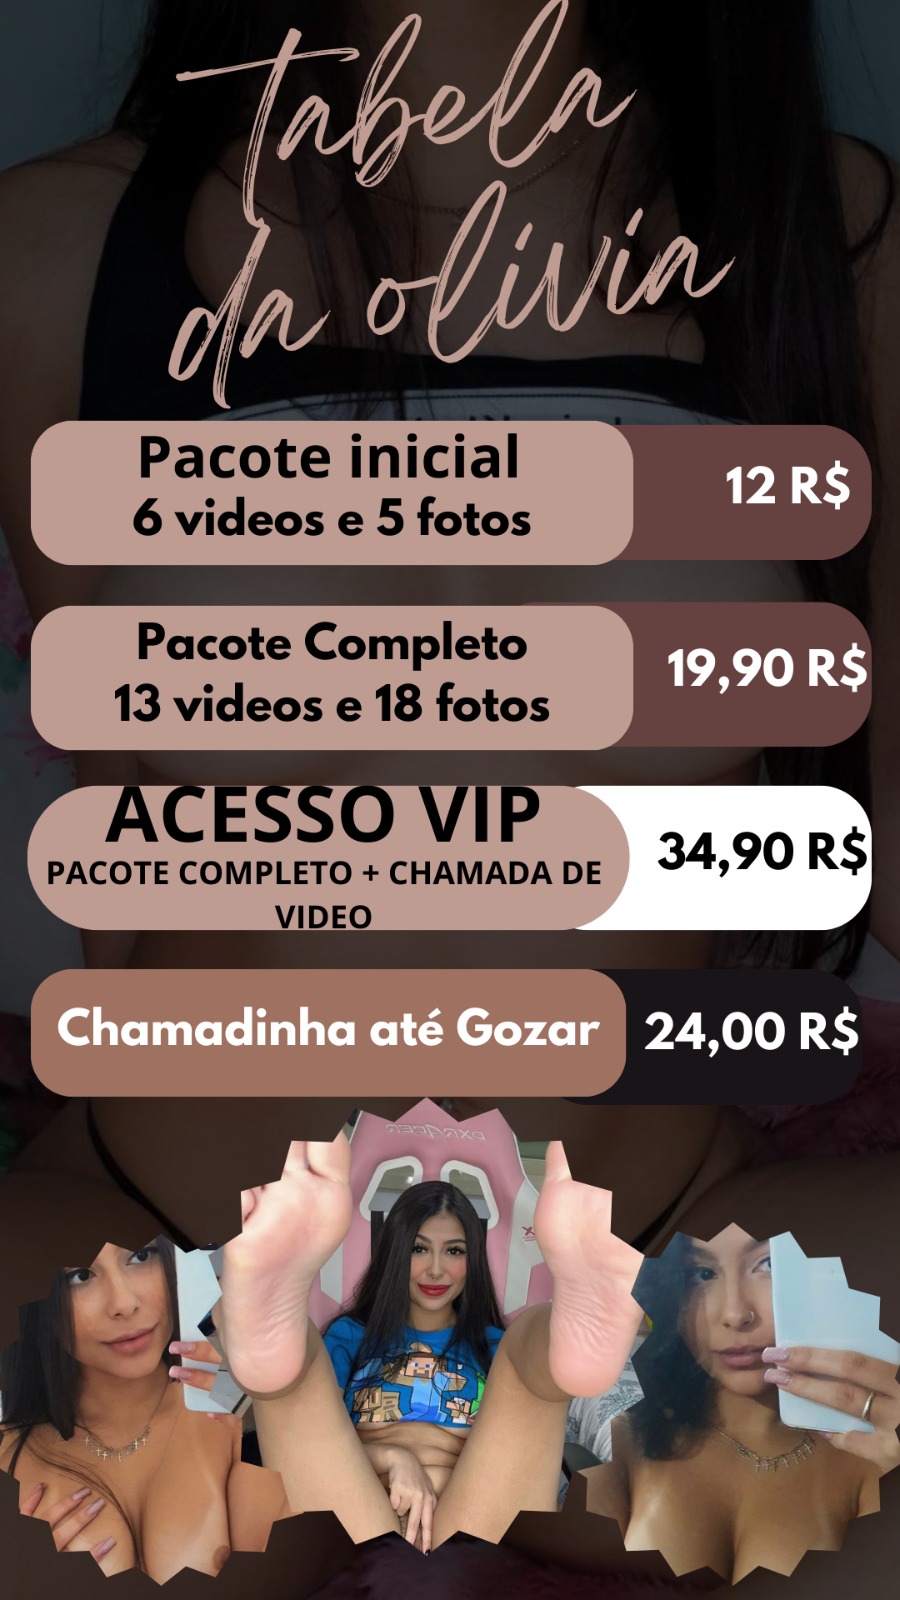 tabela
da olivia
Pacote inicial
6 videos e 5 fotos
12 R$
Pacote Completo
13 videos e 18 fotos
19,90 R$
ACESSO VIP
PACOTE COMPLETO + CHAMADA DE
VIDEO
34,90 R$
Chamadinha até Gozar
24,00 R$